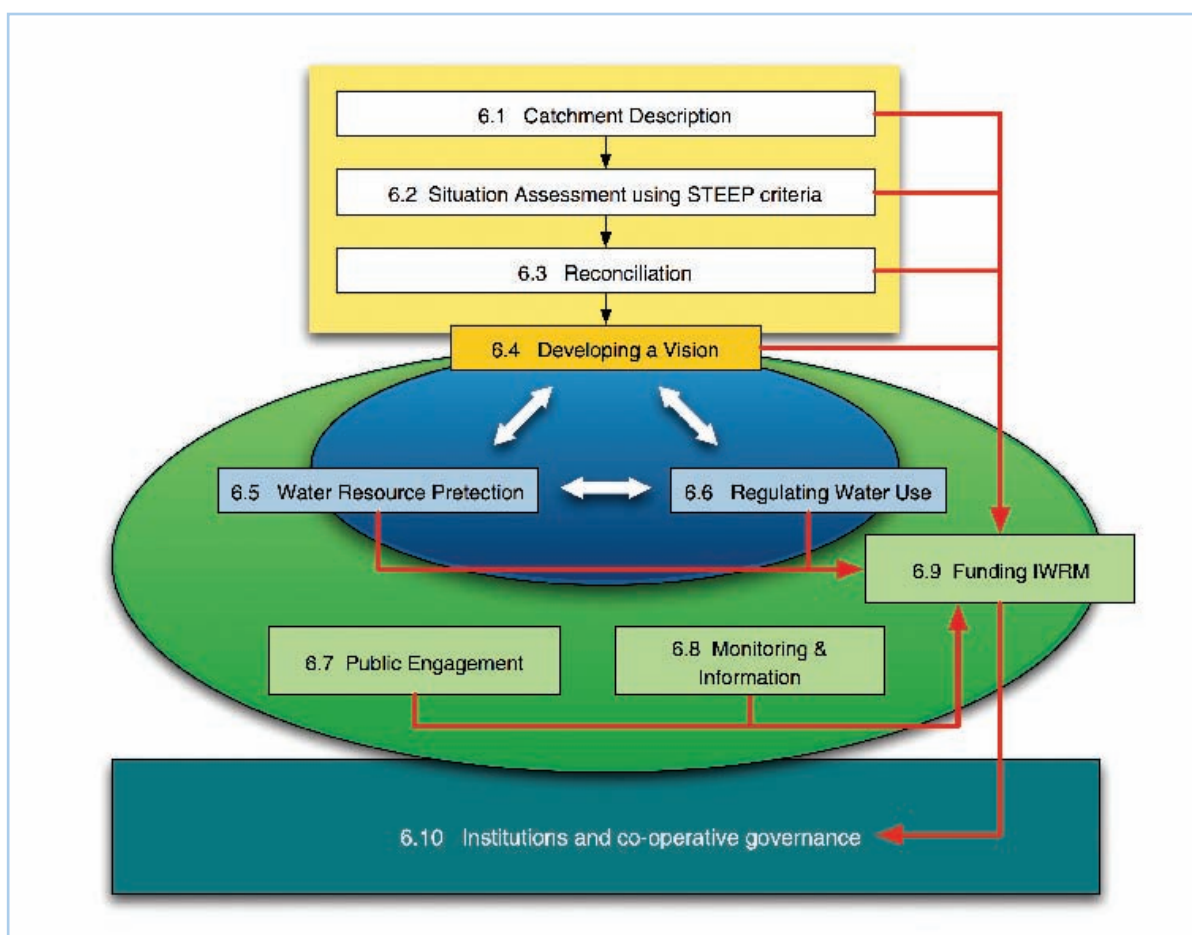 6.1 Catchment Description
6.2 Situation Assessment using STEEP criteria
6.3 Reconciliation
6.4 Developing a Vision
6.5 Water Resource Pretection
6.6 Regulating Water Use
6.9 Funding IWRM
6.7 Public Engagement
6.8 Monitoring &
Information
6.10 Institutions and co-operative governance